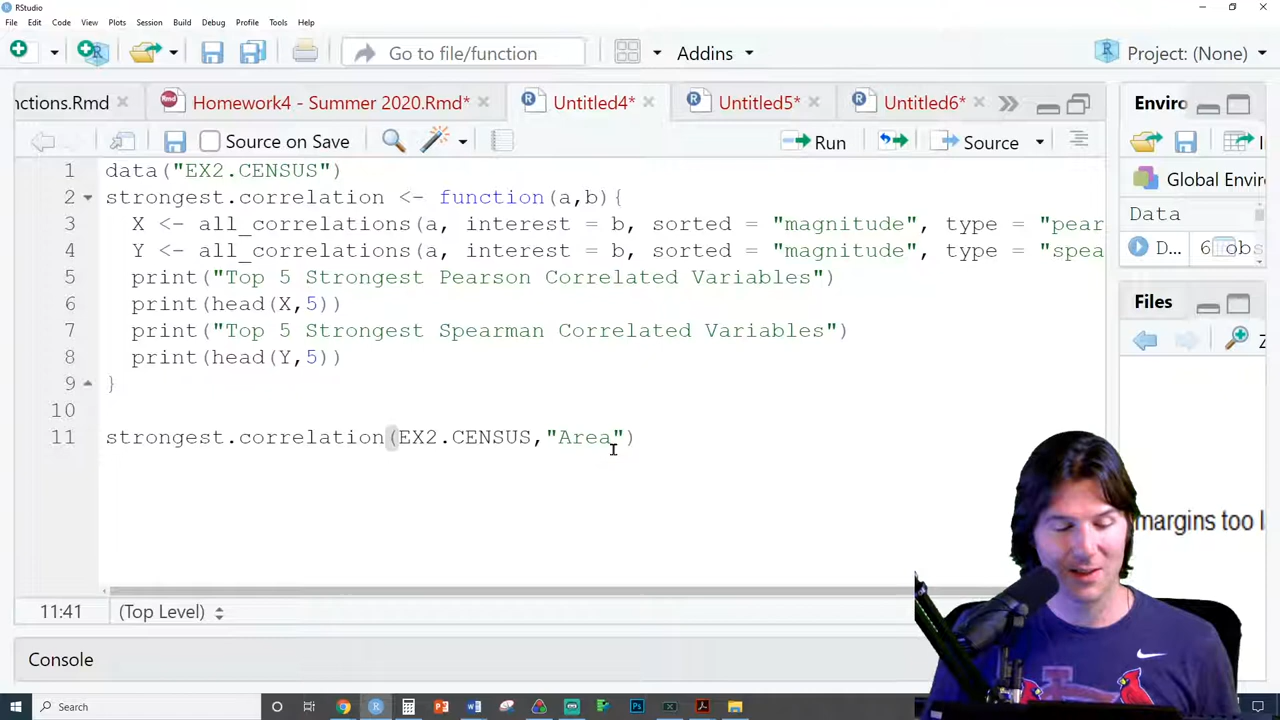 RStudio
File Edit Code View Plots Session Build Debug Profile Tools Help
Go to file/function Addins Project: (None)
nctions.Rmd Homework4 - Summer 2020.Rmd* Untitled4* Untitled5* Untitled6* Enviro
Source on Save Run Source
1 data("EX2.CENSUS")
2 strongest.correlation <- function(a,b){
3 X <- all_correlations(a, interest = b, sorted = "magnitude", type = "pear
4 Y <- all_correlations(a, interest = b, sorted = "magnitude", type = "spea
5 print("Top 5 Strongest Pearson Correlated Variables")
6 print(head(X,5))
7 print("Top 5 Strongest Spearman Correlated Variables")
8 print(head(Y,5))
9 }
10
11 strongest.correlation(EX2.CENSUS,"Area")
11:41 (Top Level)
Console
Global Envir
Data
D... 6 obs
Files
margins too l
Search